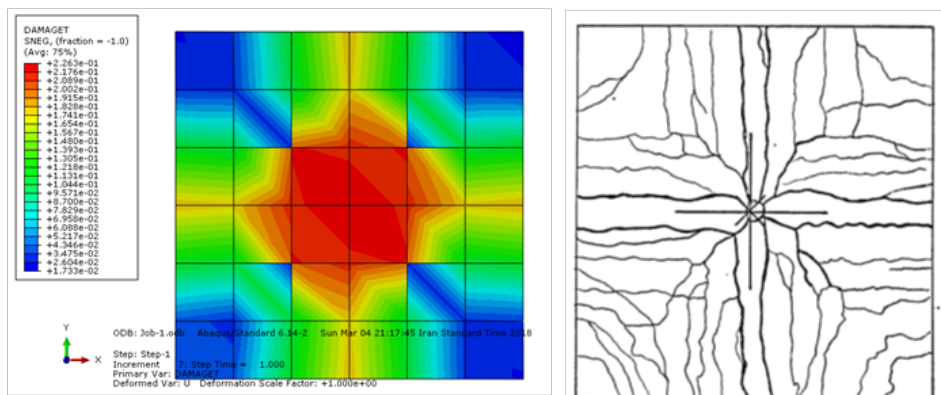 DAMAGET
SNEG, (fraction = -1.0)
(Avg: 75%)
+2.263e-01
+2.176e-01
+2.089e-01
+2.002e-01
+1.915e-01
+1.828e-01
+1.741e-01
+1.654e-01
+1.567e-01
+1.480e-01
+1.393e-01
+1.305e-01
+1.218e-01
+1.131e-01
+1.044e-01
+9.571e-02
+8.700e-02
+7.829e-02
+6.958e-02
+6.088e-02
+5.217e-02
+4.346e-02
+3.475e-02
+2.604e-02
+1.733e-02
Y
X
ODB: Job-1.odb Abaqus/Standard 6.14-2 Sun Mar 04 21:17:45 Iran Standard Time 2018
Step: Step-1
Increment 7: Step Time = 1.000
Primary Var: DAMAGET
Deformed Var: U Deformation Scale Factor: +1.000e+00